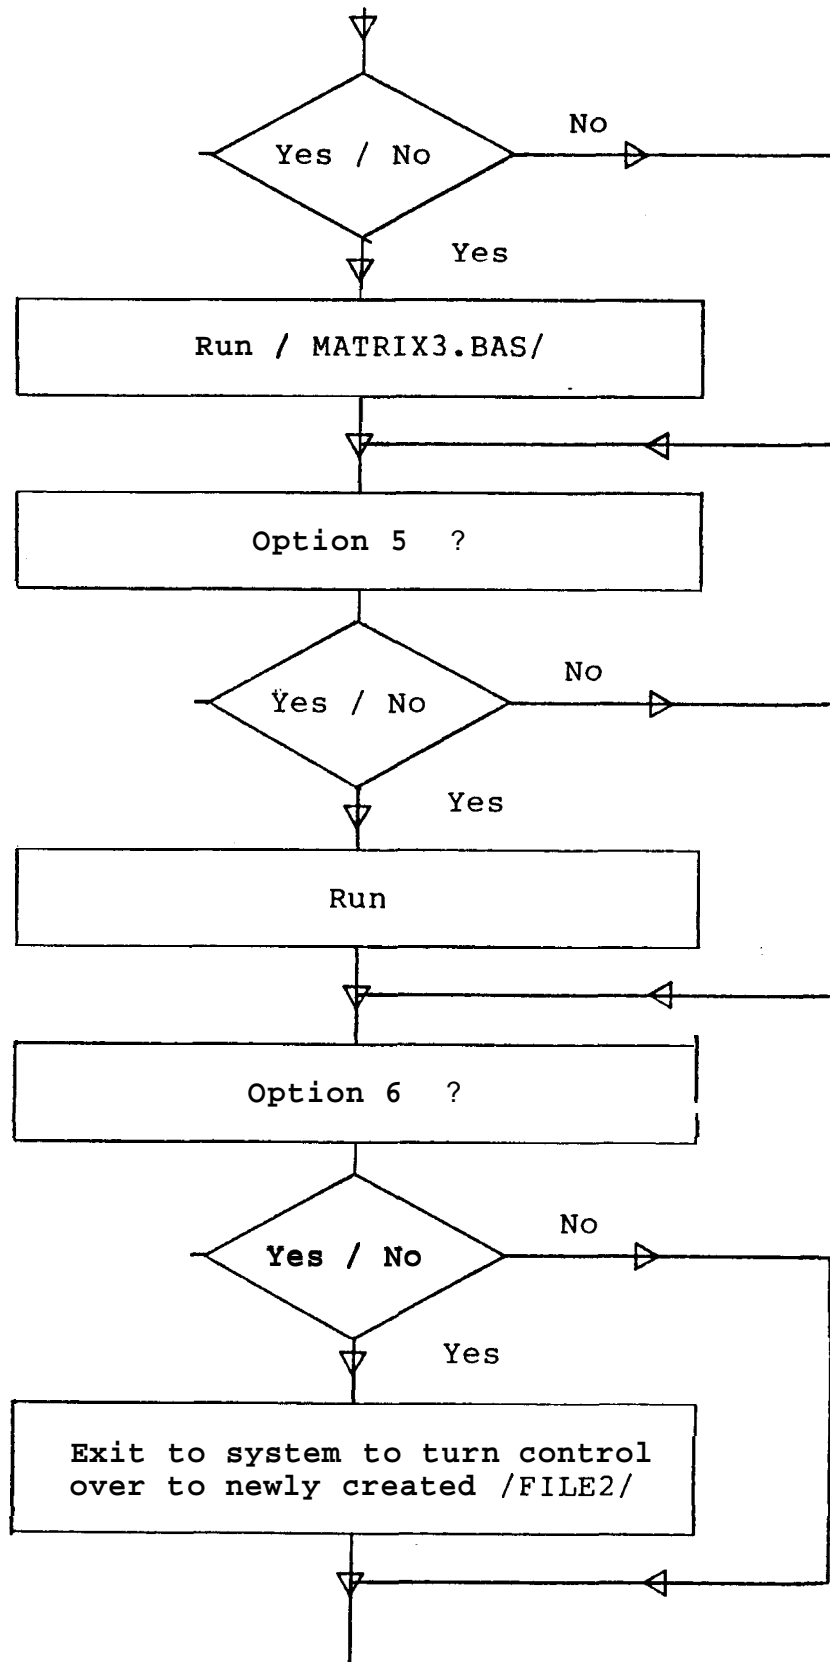 No
Yes / No
Yes
Run / MATRIX3.BAS/
Option 5 ?
No
Yes / No
Yes
Run
Option 6 ?
No
Yes / No
Yes
Exit to system to turn control
over to newly created /FILE2/